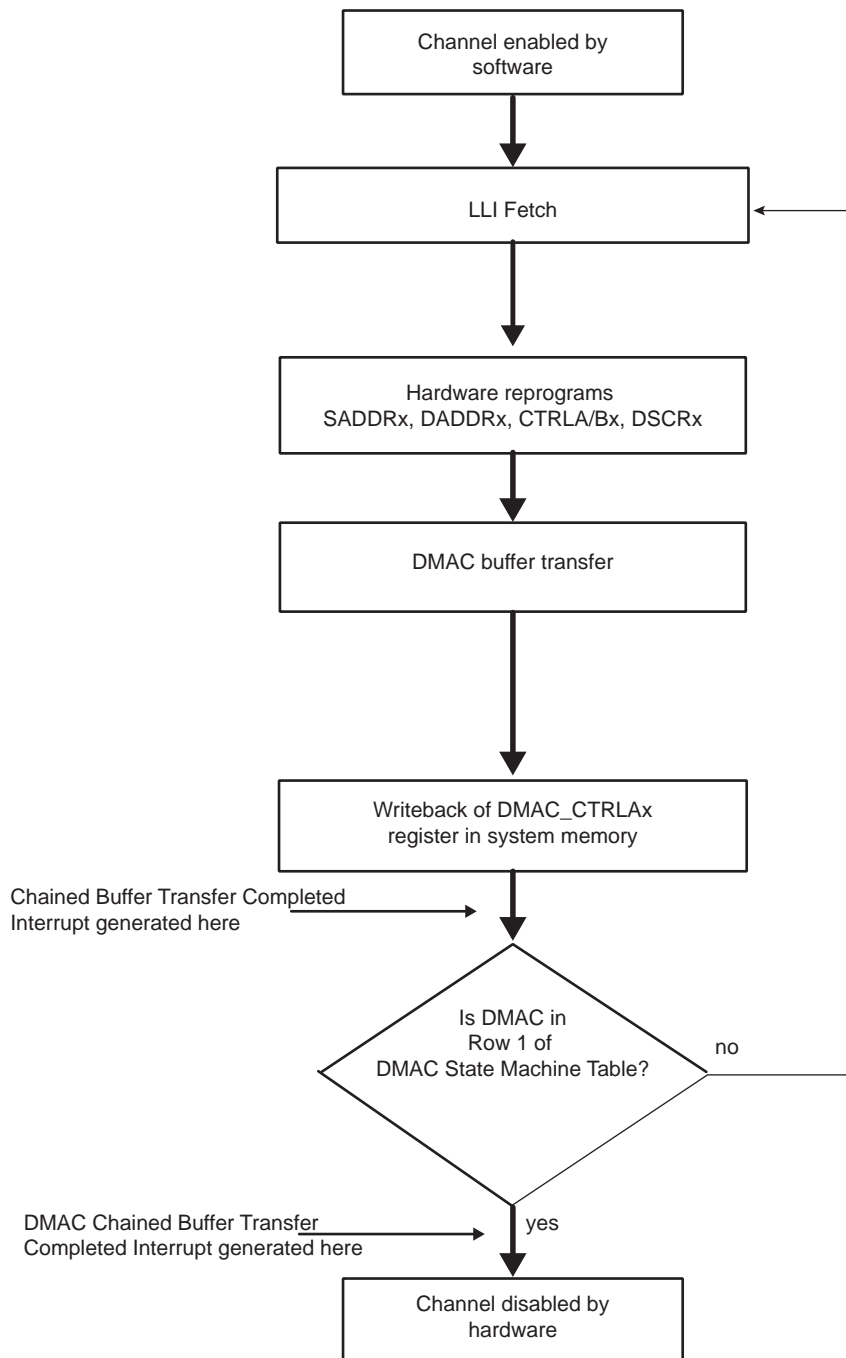 Channel enabled by
software
LLI Fetch
Hardware reprograms
SADDRx, DADDRx, CTRLA/Bx, DSCRx
DMAC buffer transfer
Writeback of DMAC_CTRLAx
register in system memory
Chained Buffer Transfer Completed
Interrupt generated here
Is DMAC in
Row 1 of
DMAC State Machine Table?
no
yes
DMAC Chained Buffer Transfer
Completed Interrupt generated here
Channel disabled by
hardware